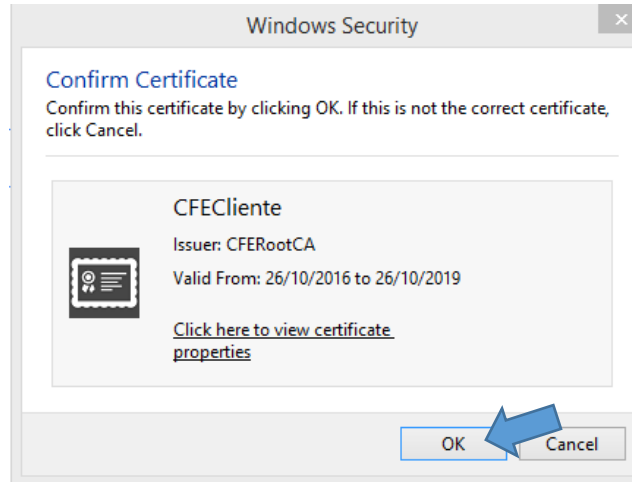 Windows Security
Confirm Certificate
Confirm this certificate by clicking OK. If this is not the correct certificate,
click Cancel.
CFECliente
Issuer: CFERootCA
Valid From: 26/10/2016 to 26/10/2019
Click here to view certificate
properties
OK
Cancel